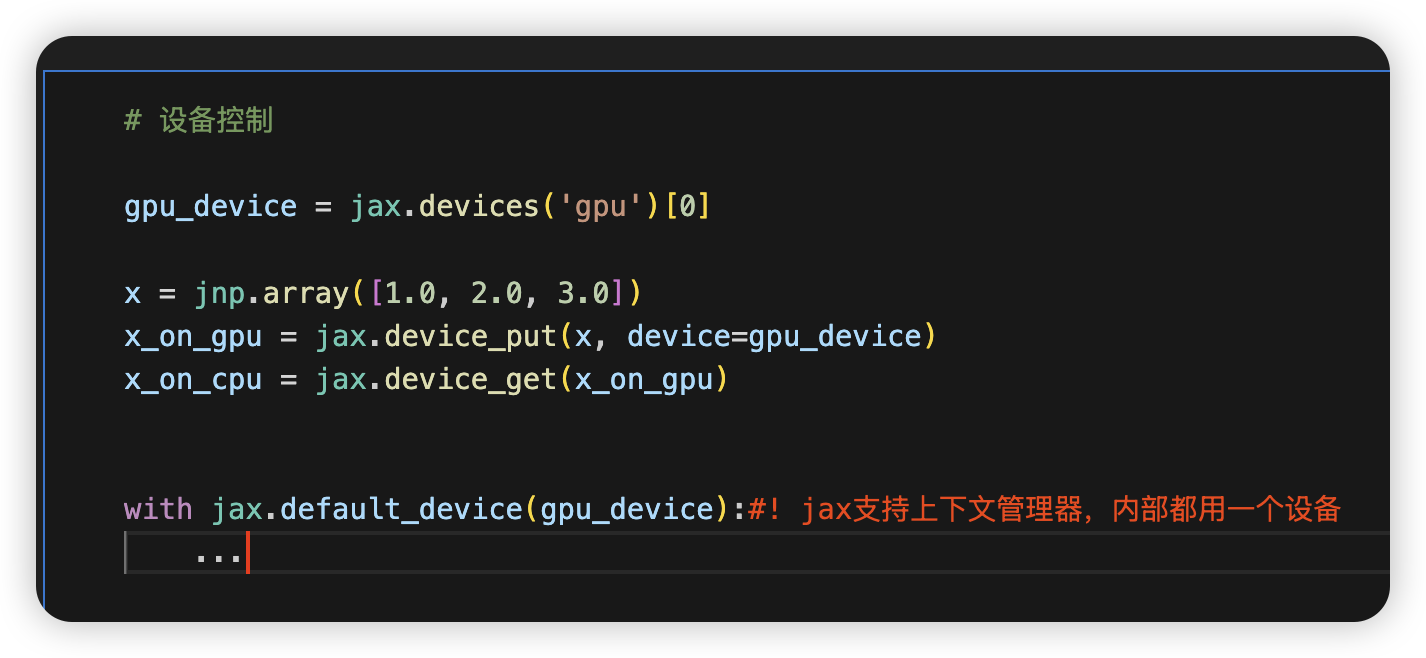 # 设备控制
gpu_device = jax.devices('gpu')[0]
x = jnp.array([1.0, 2.0, 3.0])
x_on_gpu = jax.device_put(x, device=gpu_device)
x_on_cpu = jax.device_get(x_on_gpu)
with jax.default_device(gpu_device):#! jax支持上下文管理器，内部都用一个设备
    ...